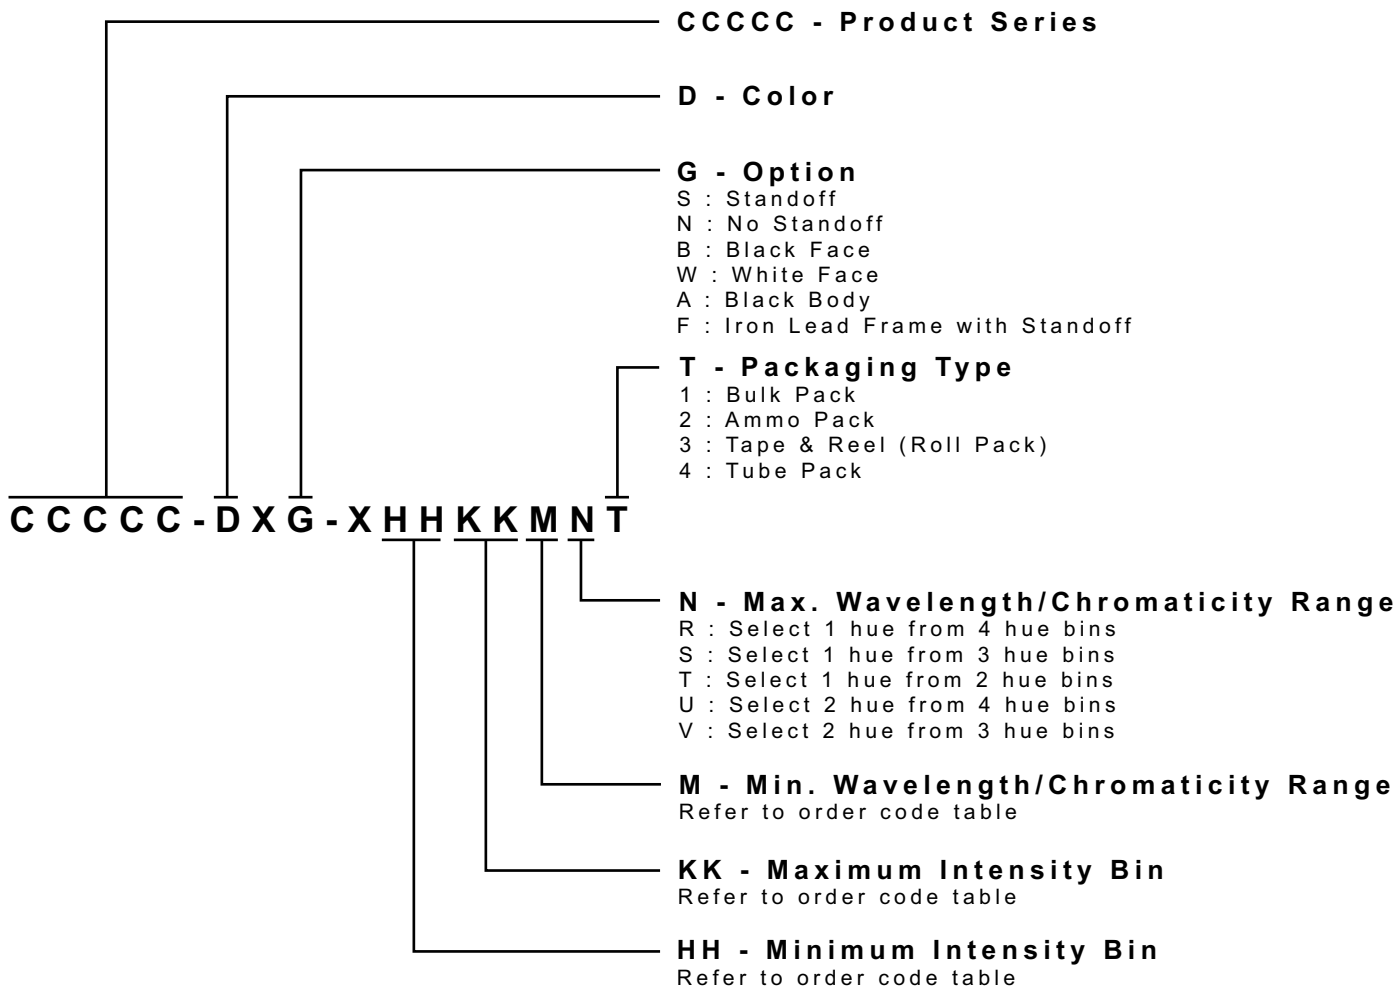 CCCCC - Product Series
D - Color
G - Option
S : Standoff
N : No Standoff
B : Black Face
W : White Face
A : Black Body
F : Iron Lead Frame with Standoff
T - Packaging Type
1 : Bulk Pack
2 : Ammo Pack
3 : Tape & Reel (Roll Pack)
4 : Tube Pack
CCCCC-DXG-XHHKKMNT
N - Max. Wavelength/Chromaticity Range
R : Select 1 hue from 4 hue bins
S : Select 1 hue from 3 hue bins
T : Select 1 hue from 2 hue bins
U : Select 2 hue from 4 hue bins
V : Select 2 hue from 3 hue bins
M - Min. Wavelength/Chromaticity Range
Refer to order code table
KK - Maximum Intensity Bin
Refer to order code table
HH - Minimum Intensity Bin
Refer to order code table